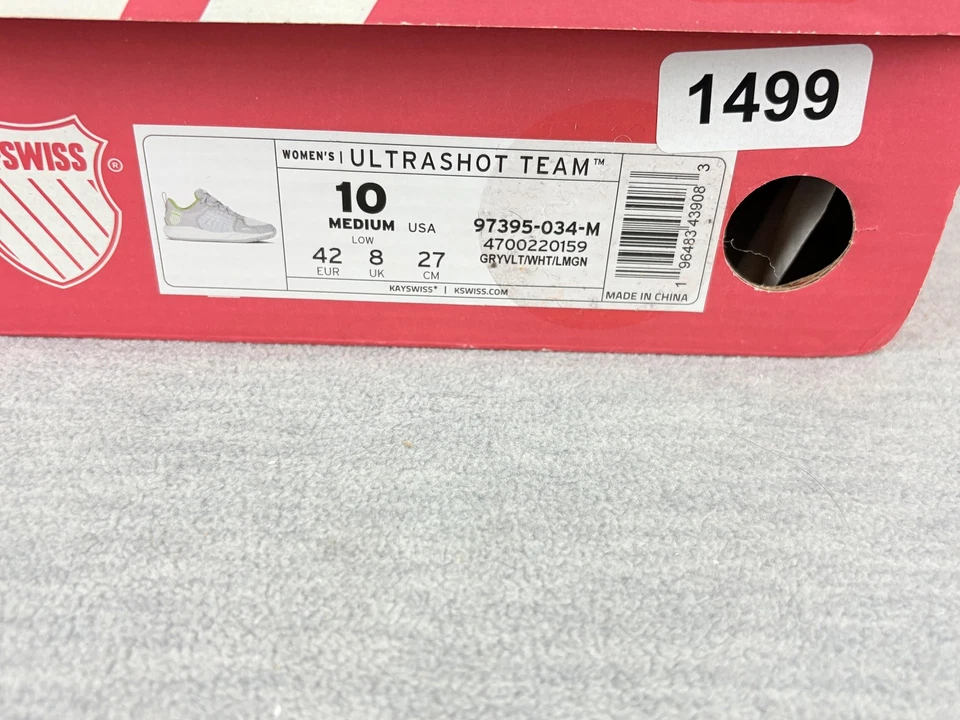 1499
SWISS®
WOMEN'S | ULTRASHOT TEAM™
10
MEDIUM USA
LOW
42 8 27
EUR UK CM
97395-034-M
4700220159
GRYVLT/WHT/LMGN
KAYSWISS® | KSWISS.COM
1 96483 43908 3
MADE IN CHINA